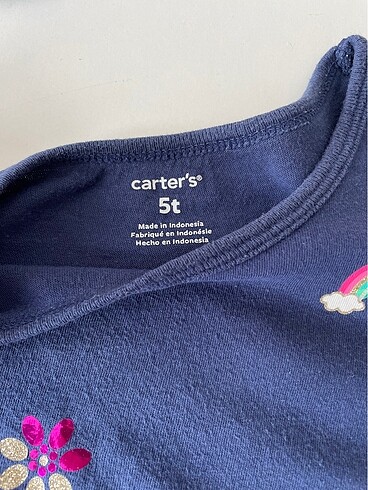 carter's®
5t
Made in Indonesia
Fabriqué en Indonésie
Hecho en Indonesia